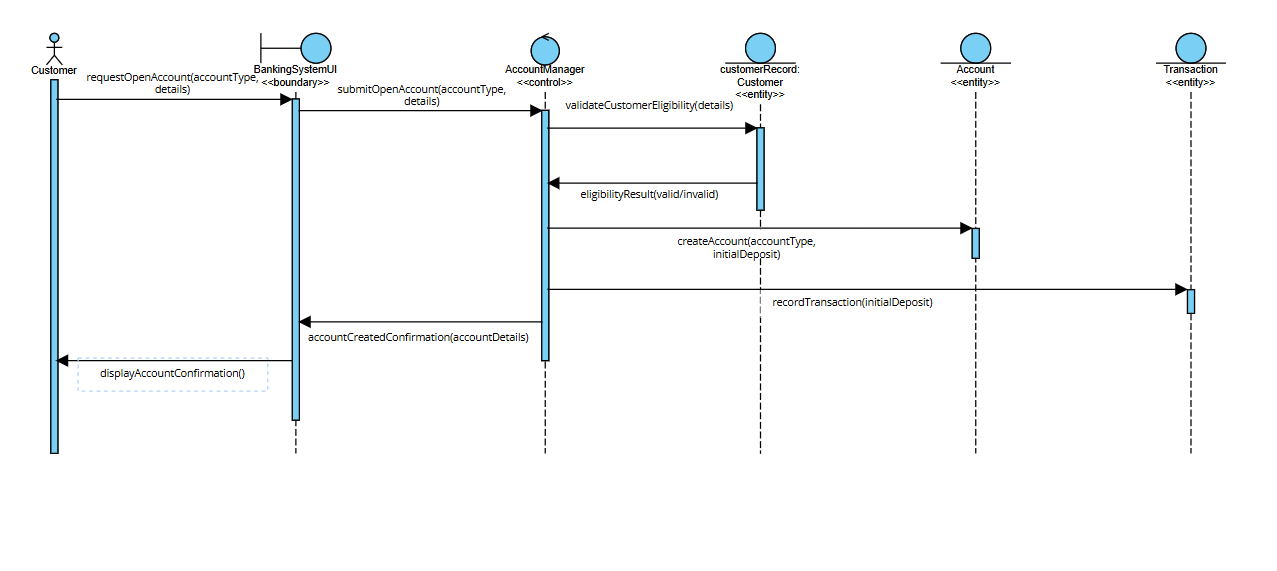 Customer
BankingSystemUI
<<boundary>>
AccountManager
<<control>>
customerRecord:
Customer
<<entity>>
Account
<<entity>>
Transaction
<<entity>>
requestOpenAccount(accountType,
details)
submitOpenAccount(accountType,
details)
validateCustomerEligibility(details)
eligibilityResult(valid/invalid)
createAccount(accountType,
initialDeposit)
recordTransaction(initialDeposit)
accountCreatedConfirmation(accountDetails)
displayAccountConfirmation()